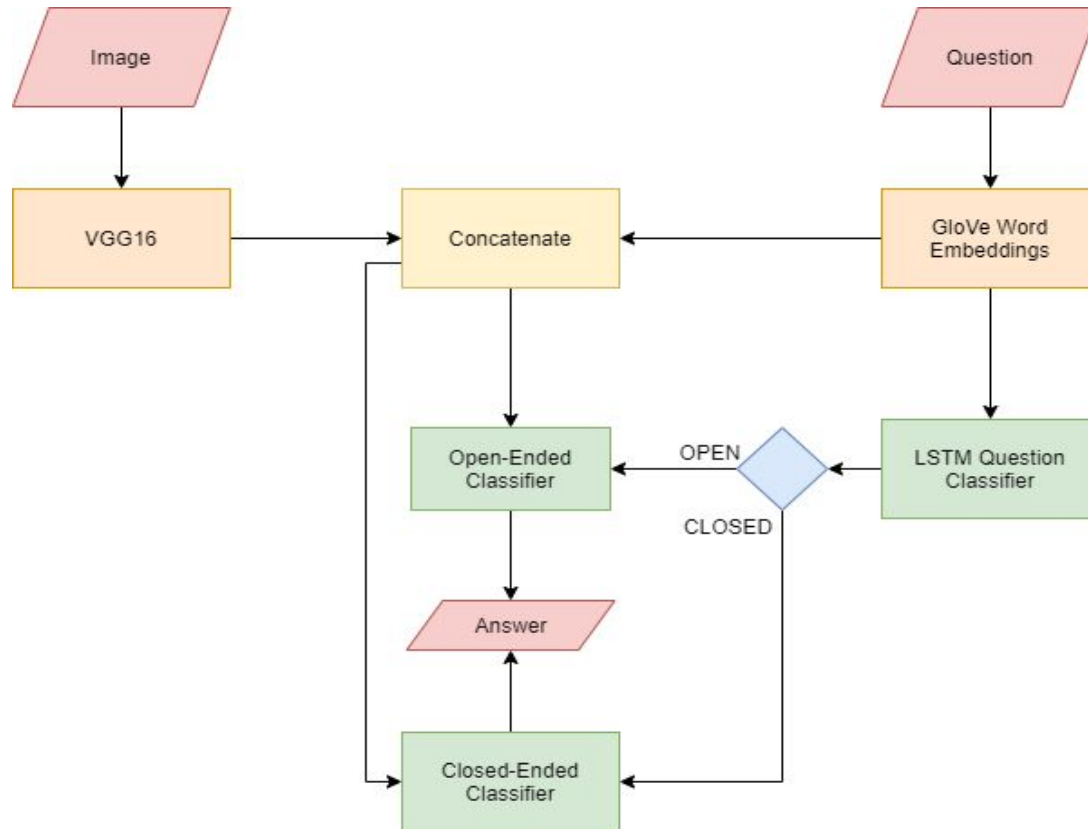 Image
Question
VGG16
Concatenate
GloVe Word
Embeddings
Open-Ended
Classifier
OPEN
LSTM Question
Classifier
CLOSED
Answer
Closed-Ended
Classifier